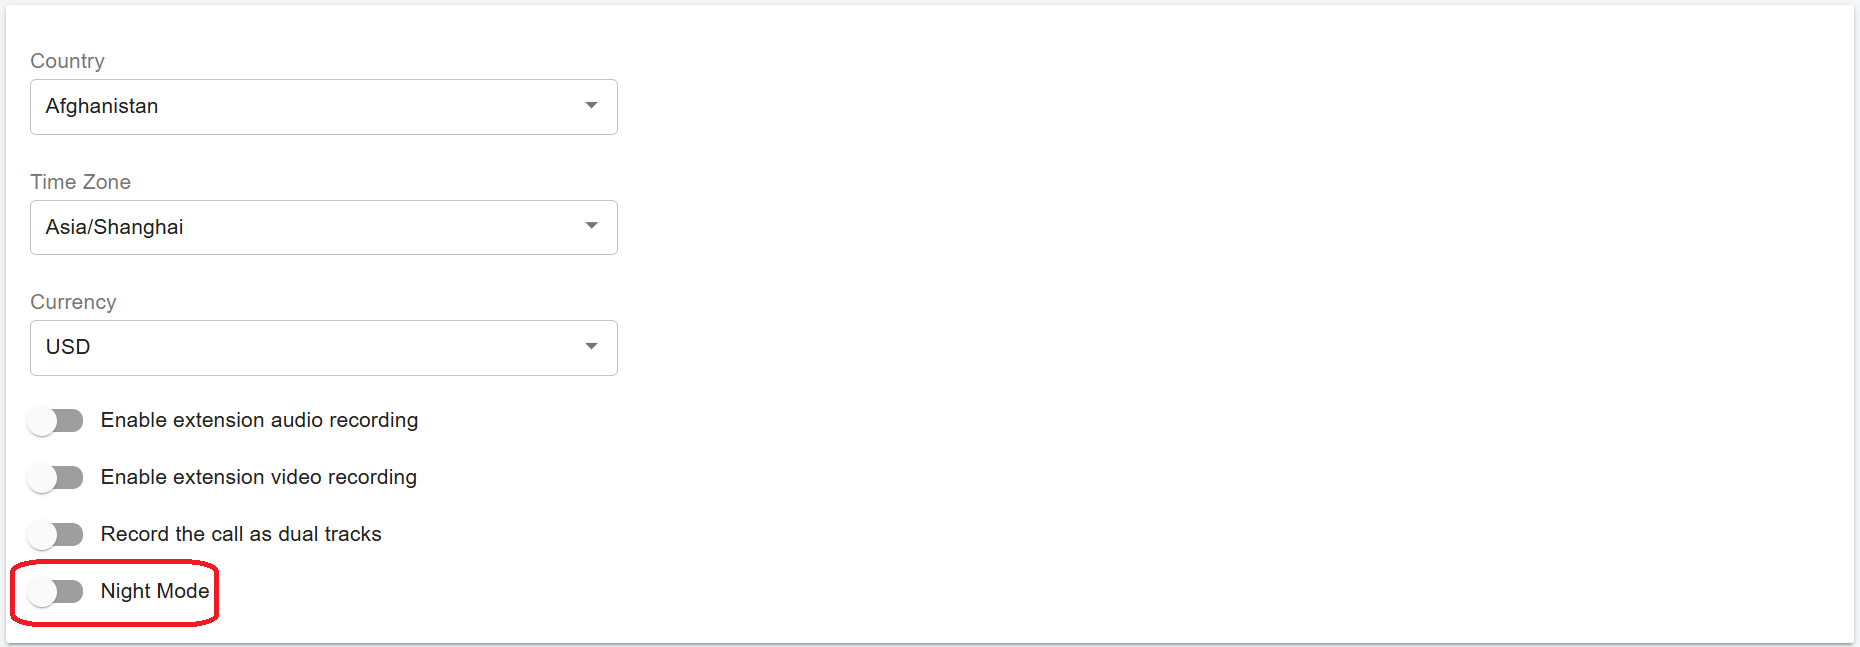 Country
Afghanistan
Time Zone
Asia/Shanghai
Currency
USD
Enable extension audio recording
Enable extension video recording
Record the call as dual tracks
Night Mode